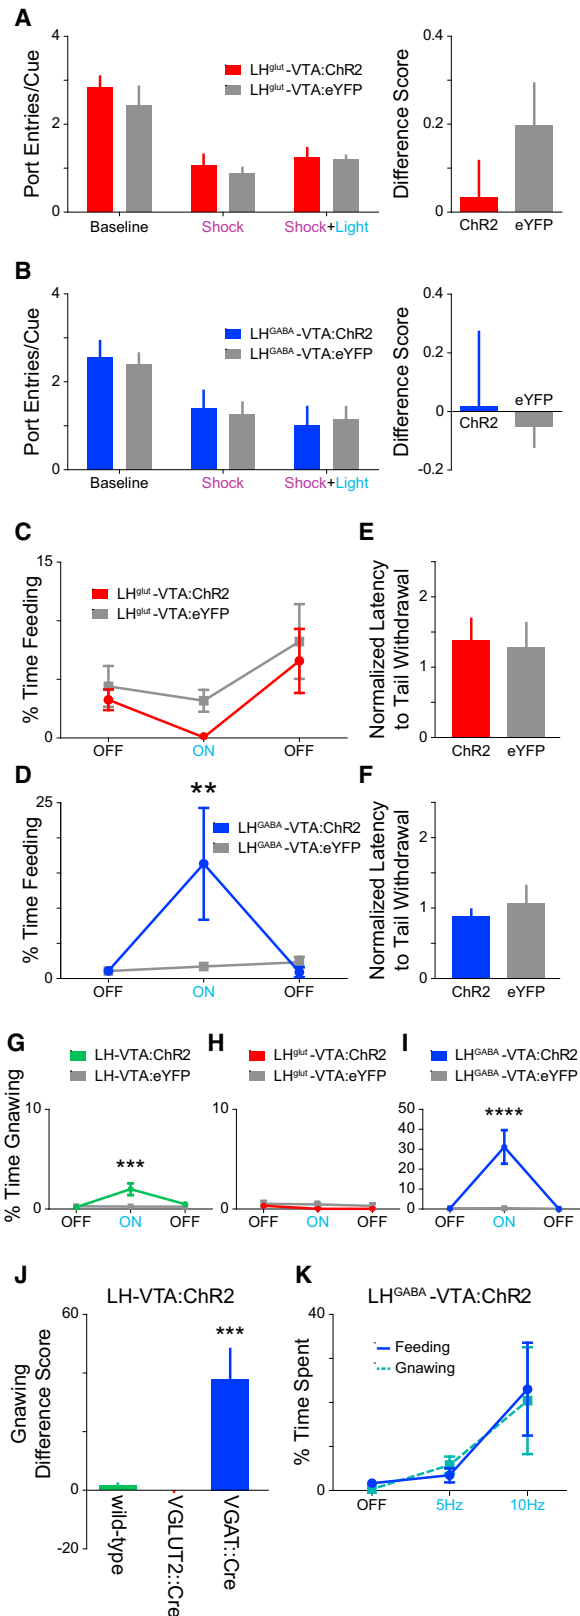 A
Port Entries/Cue
4
2
0
LHglut-VTA:ChR2
LHglut-VTA:eYFP
Baseline
Shock
Shock+Light
Difference Score
0.4
0.2
0
ChR2
eYFP
B
Port Entries/Cue
4
2
0
LHGABA-VTA:ChR2
LHGABA-VTA:eYFP
Baseline
Shock
Shock+Light
Difference Score
0.4
0.2
0
-0.2
ChR2
eYFP
C
% Time Feeding
15
0
LHglut-VTA:ChR2
LHglut-VTA:eYFP
OFF
ON
OFF
E
Normalized Latency
to Tail Withdrawal
2
1
0
ChR2
eYFP
D
% Time Feeding
25
0
**
LHGABA-VTA:ChR2
LHGABA-VTA:eYFP
OFF
ON
OFF
F
Normalized Latency
to Tail Withdrawal
2
1
0
ChR2
eYFP
G
LH-VTA:ChR2
LH-VTA:eYFP
% Time Gnawing
10
0
***
OFF
ON
OFF
H
LHglut-VTA:ChR2
LHglut-VTA:eYFP
10
0
OFF
ON
OFF
I
LHGABA-VTA:ChR2
LHGABA-VTA:eYFP
50
40
30
20
10
0
****
OFF
ON
OFF
J
LH-VTA:ChR2
Gnawing
Difference Score
60
0
-20
***
wild-type
VGLUT2::Cre
VGAT::Cre
K
LHGABA-VTA:ChR2
% Time Spent
40
0
Feeding
Gnawing
OFF
5Hz
10Hz